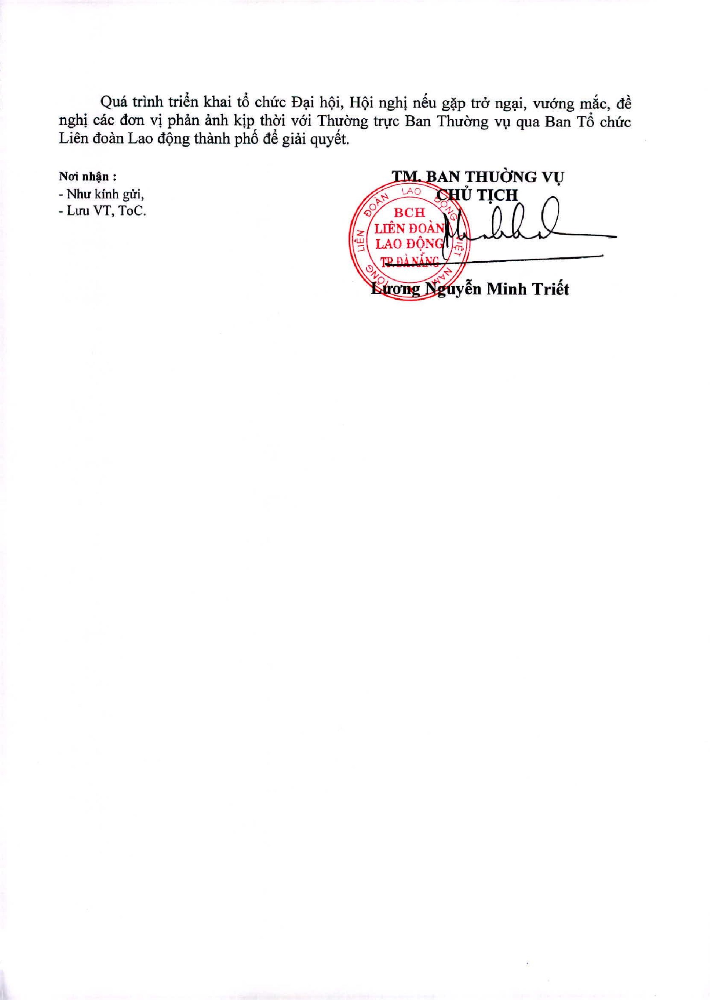 Quá trình triển khai tổ chức Đại hội, Hội nghị nếu gặp trở ngại, vướng mắc, đề
nghị các đơn vị phản ảnh kịp thời với Thường trực Ban Thường vụ qua Ban Tổ chức
Liên đoàn Lao động thành phố để giải quyết.
Nơi nhận :
- Như kính gửi,
- Lưu VT, ToC.
TM. BAN THƯỜNG VỤ
CHỦ TỊCH
TỔNG LIÊN ĐOÀN LAO ĐỘNG VIỆT NAM
BCH
LIÊN ĐOÀN
LAO ĐỘNG
TP. ĐÀ NẴNG
Lương Nguyễn Minh Triết